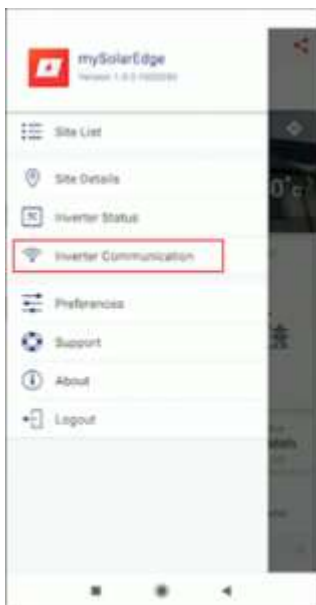 mySolarEdge
Site List
Site Details
Inverter Status
Inverter Communication
Preferences
Support
About
Logout